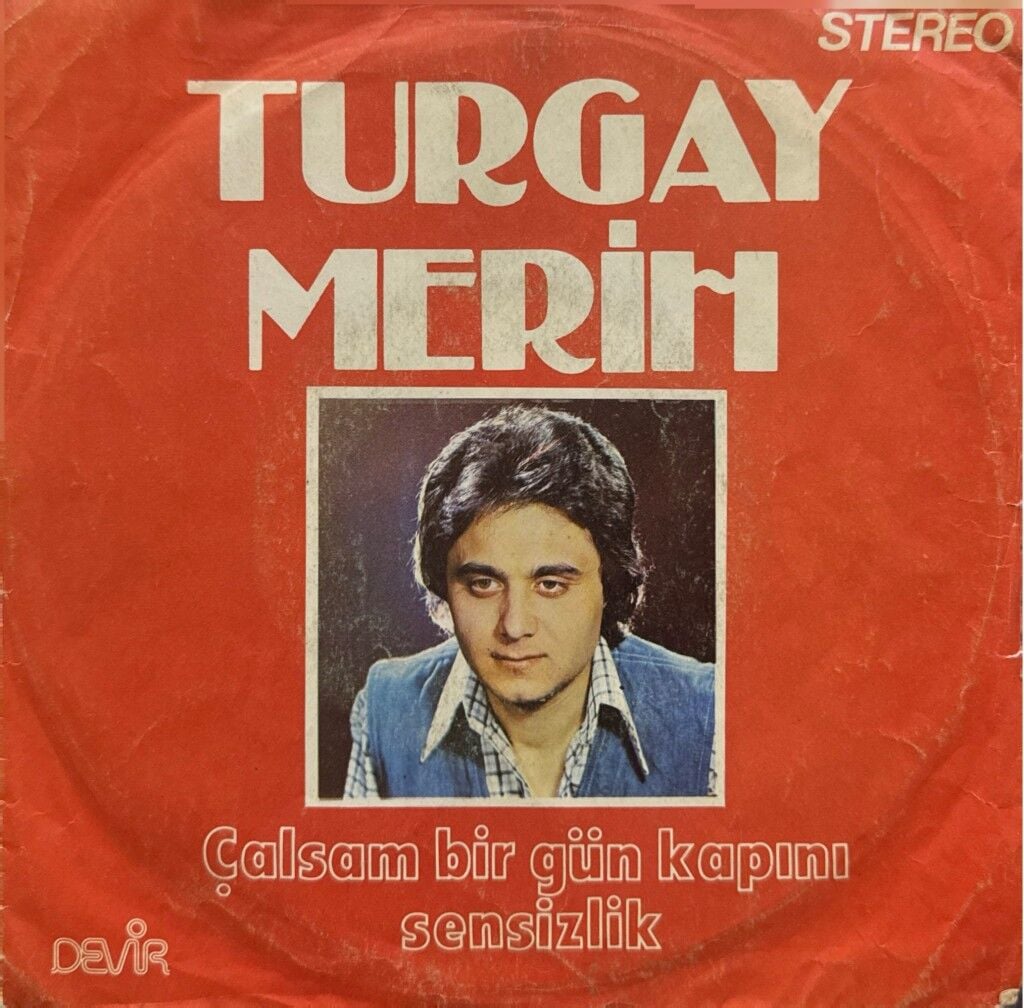 STEREO
TURGAY
MERİH
Çalsam bir gün kapını
sensizlik
DEVİR